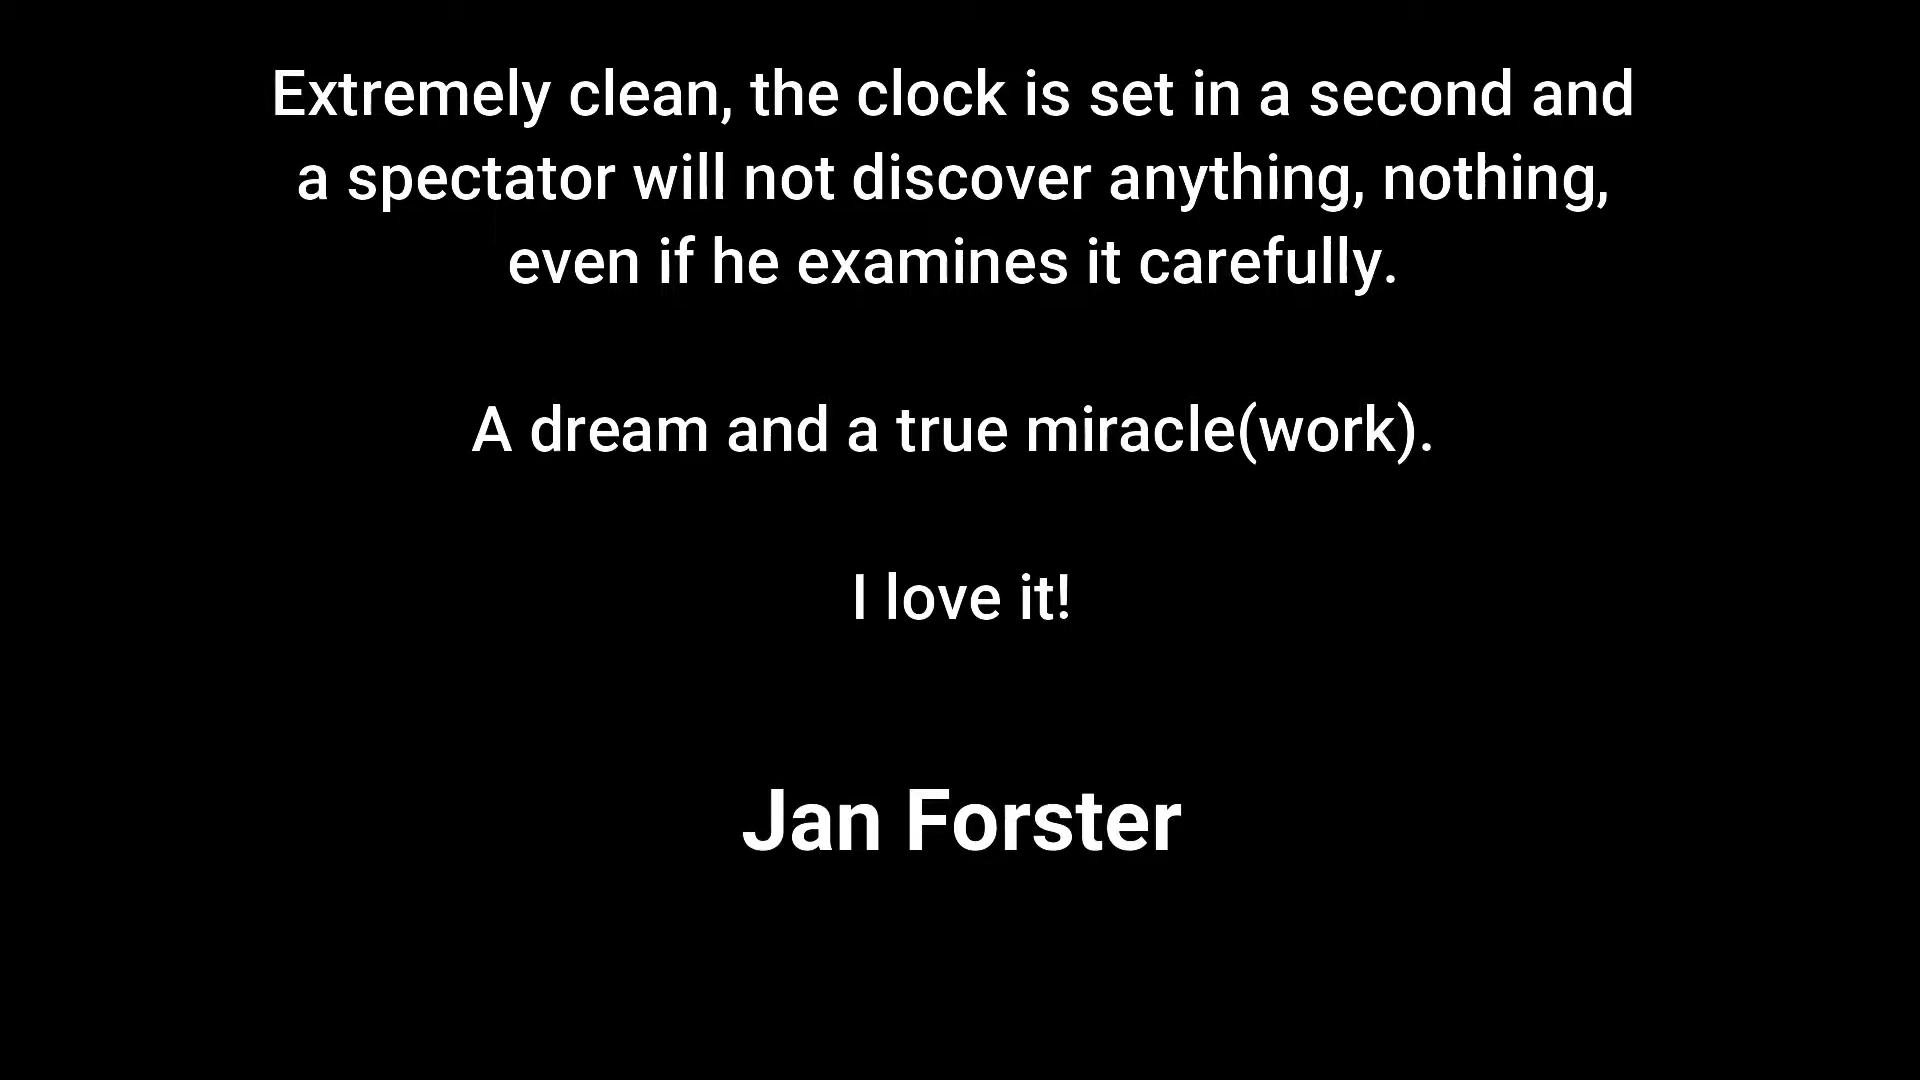 Extremely clean, the clock is set in a second and
a spectator will not discover anything, nothing,
even if he examines it carefully.
A dream and a true miracle(work).
I love it!
Jan Forster